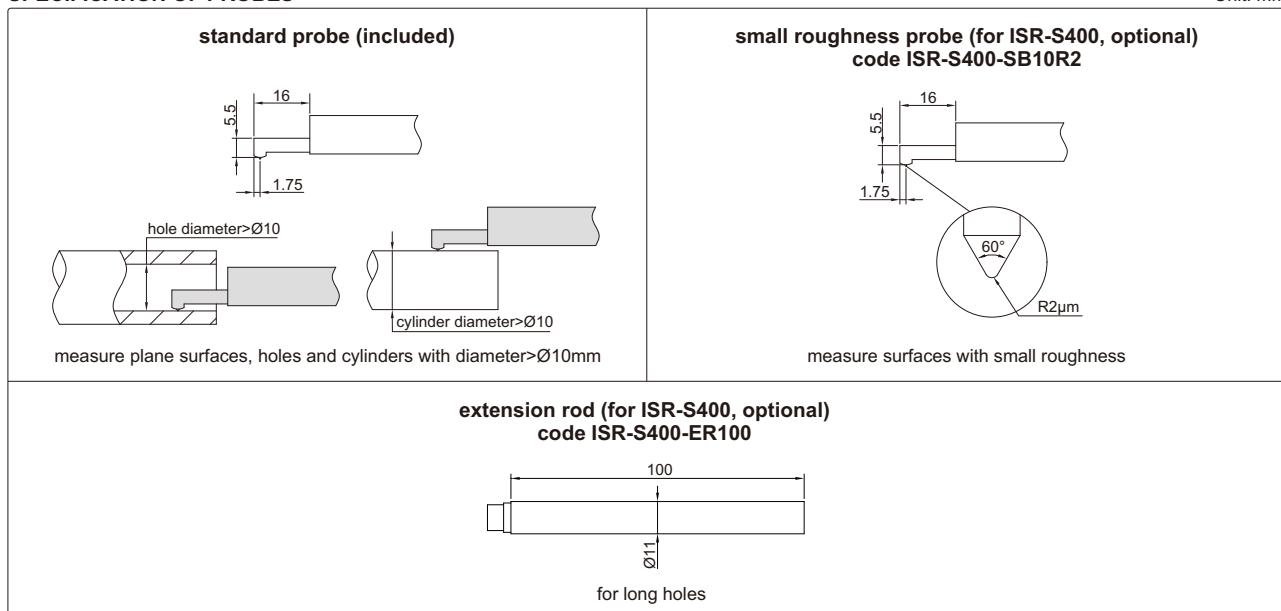 standard probe (included)
16
5.5
1.75
hole diameter>Ø10
cylinder diameter>Ø10
measure plane surfaces, holes and cylinders with diameter>Ø10mm
small roughness probe (for ISR-S400, optional)
code ISR-S400-SB10R2
16
5.5
1.75
60°
R2µm
measure surfaces with small roughness
extension rod (for ISR-S400, optional)
code ISR-S400-ER100
100
Ø11
for long holes